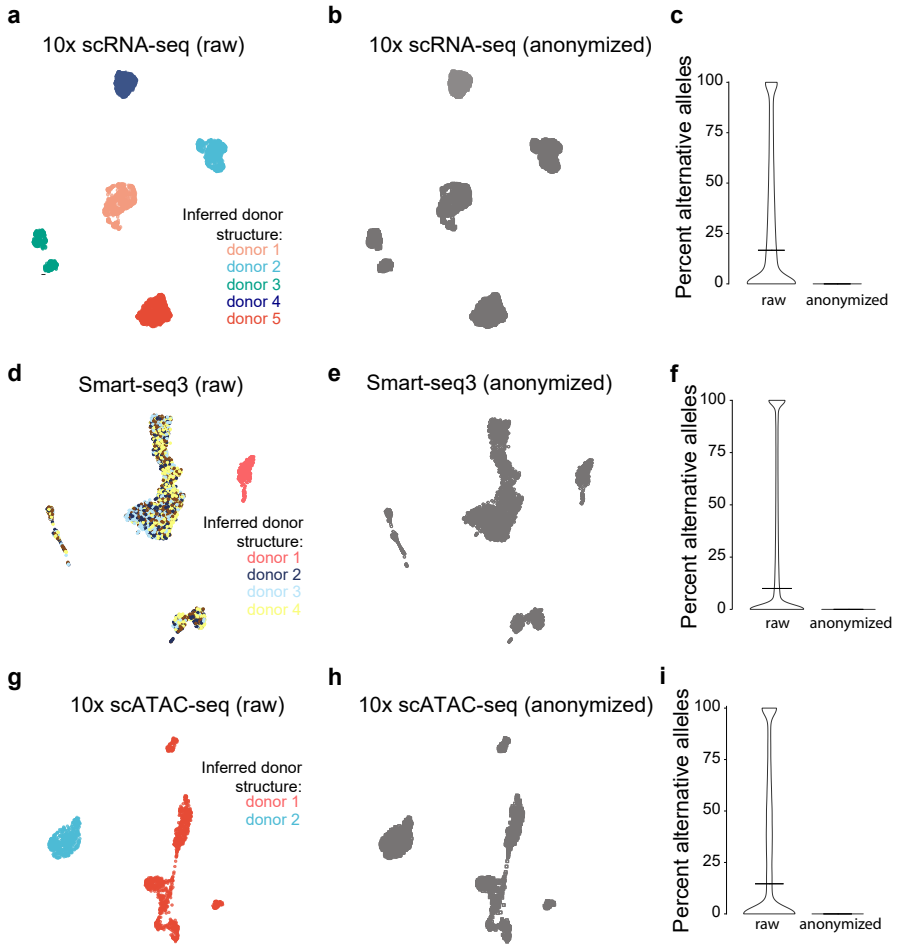 a
10x scRNA-seq (raw)
Inferred donor
structure:
donor 1
donor 2
donor 3
donor 4
donor 5
b
10x scRNA-seq (anonymized)
c
Percent alternative alleles
100
75
50
25
0
raw
anonymized
d
Smart-seq3 (raw)
Inferred donor
structure:
donor 1
donor 2
donor 3
donor 4
e
Smart-seq3 (anonymized)
f
Percent alternative alleles
100
75
50
25
0
raw
anonymized
g
10x scATAC-seq (raw)
Inferred donor
structure:
donor 1
donor 2
h
10x scATAC-seq (anonymized)
i
Percent alternative alleles
100
75
50
25
0
raw
anonymized